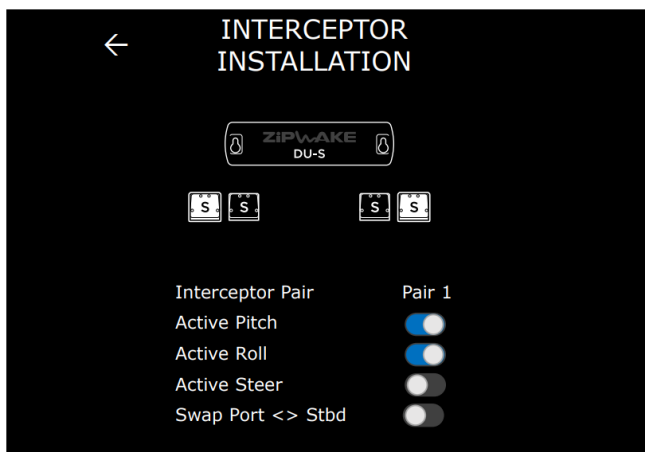 INTERCEPTOR
INSTALLATION
ZiPWAKE
DU-S
S S S S
Interceptor Pair Pair 1
Active Pitch
Active Roll
Active Steer
Swap Port <> Stbd